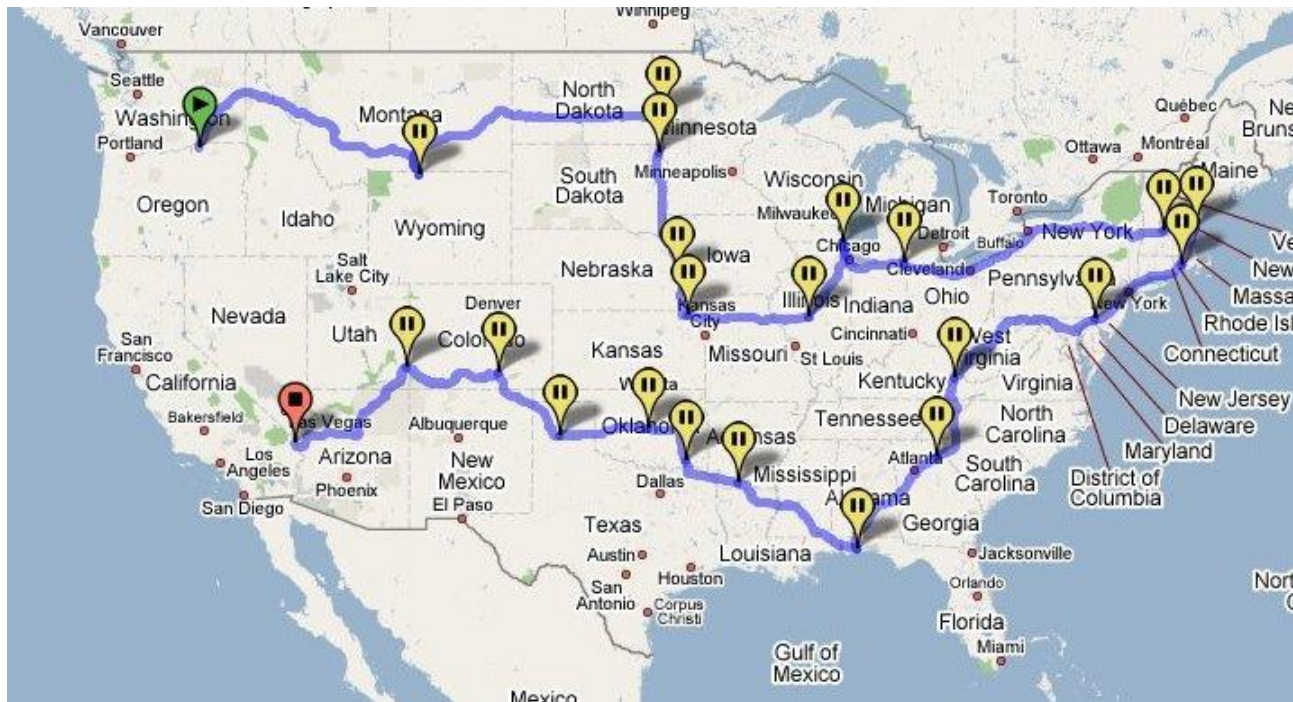 Winnipeg
Vancouver
Seattle
Washington
Portland
Oregon
Idaho
Montana
Wyoming
North
Dakota
South
Dakota
Minnesota
Minneapolis
Wisconsin
Milwaukee
Michigan
Detroit
Chicago
Cleveland
Toronto
Buffalo
Ottawa
Montréal
Québec
Maine
New York
Pennsylvania
New York
Nebraska
Iowa
Kansas
City
Illinois
Indiana
Ohio
Cincinnati
Missouri
St Louis
Kansas
Wichita
Denver
Colorado
Utah
Salt
Lake City
Nevada
San
Francisco
California
Bakersfield
Las Vegas
Los
Angeles
San Diego
Arizona
Phoenix
Albuquerque
New
Mexico
El Paso
Oklahoma
Arkansas
Dallas
Texas
Austin
San
Antonio
Houston
Corpus
Christi
Louisiana
Mississippi
Alabama
Georgia
Atlanta
Tennessee
Kentucky
West
Virginia
Virginia
North
Carolina
South
Carolina
Jacksonville
Orlando
Florida
Miami
Massa
Rhode Isl
Connecticut
New Jersey
Delaware
Maryland
District of
Columbia
Gulf of
Mexico
Mexico
Ve
New
Ne
Bruns
Nor